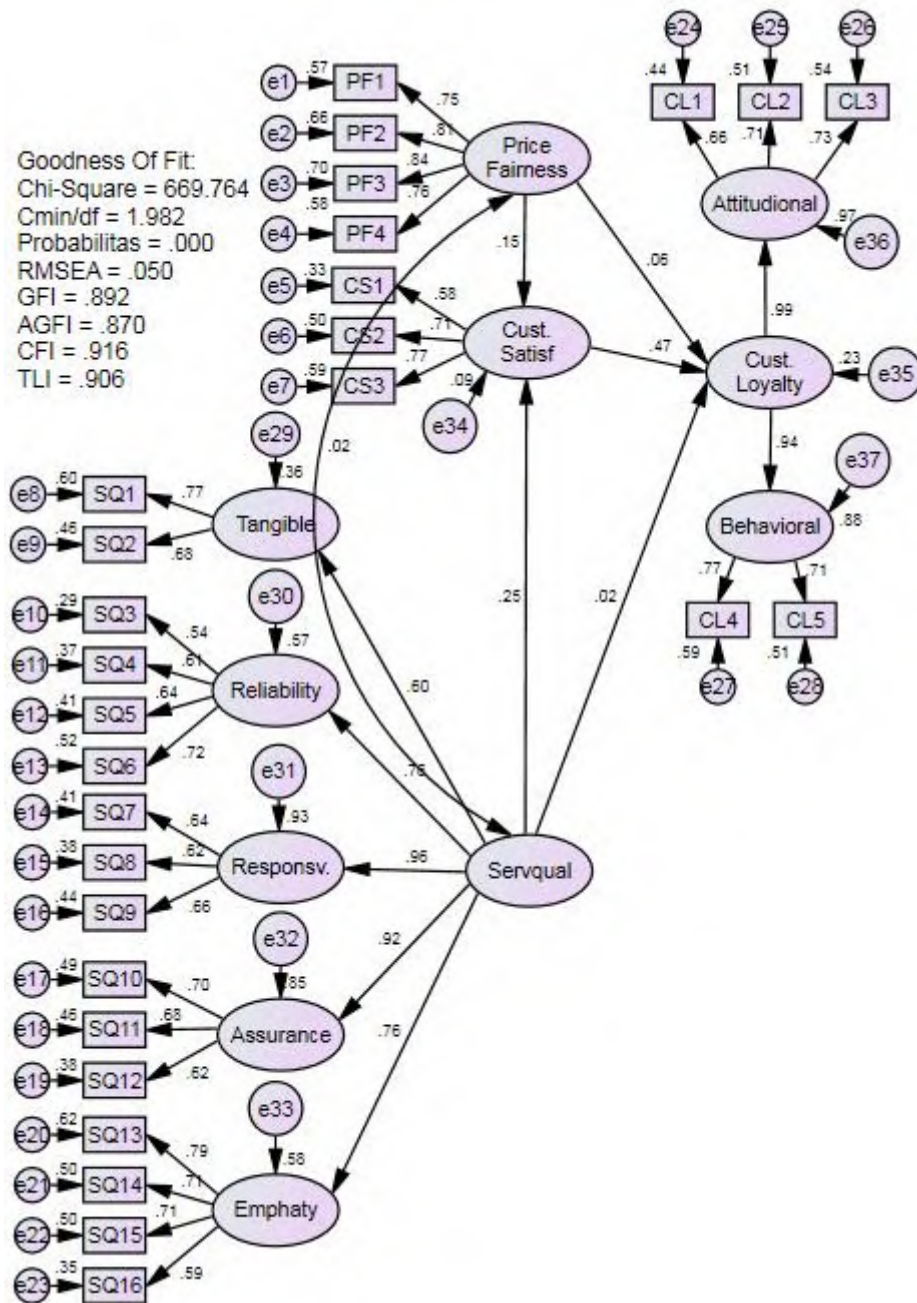 e24
e25
e26
.44
.51
.54
CL1
CL2
CL3
.66
.71
.73
Attitudional
.97
e36
.99
e1
.57
PF1
.75
e2
.66
PF2
.81
e3
.70
PF3
.84
e4
.58
PF4
.76
Price
Fairness
Goodness Of Fit:
Chi-Square = 669.764
Cmin/df = 1.982
Probabilitas = .000
RMSEA = .050
GFI = .892
AGFI = .870
CFI = .916
TLI = .906
.15
.06
e5
.33
CS1
.58
e6
.50
CS2
.71
e7
.59
CS3
.77
Cust.
Satisf
.09
e34
.47
Cust.
Loyalty
.23
e35
.94
e37
Behavioral
.88
.77
.71
CL4
CL5
.59
.51
e27
e28
.02
e29
.36
e8
.60
SQ1
.77
e9
.46
SQ2
.68
Tangible
e30
.57
e10
.29
SQ3
.54
e11
.37
SQ4
.61
e12
.41
SQ5
.64
e13
.52
SQ6
.72
Reliability
.25
.02
.60
.76
e31
.93
e14
.41
SQ7
.64
e15
.38
SQ8
.62
e16
.44
SQ9
.66
Responsv.
.96
Servqual
e32
.85
e17
.49
SQ10
.70
e18
.46
SQ11
.68
e19
.38
SQ12
.62
Assurance
.92
.76
e33
.58
e20
.62
SQ13
.79
e21
.50
SQ14
.71
e22
.50
SQ15
.71
e23
.35
SQ16
.59
Emphaty